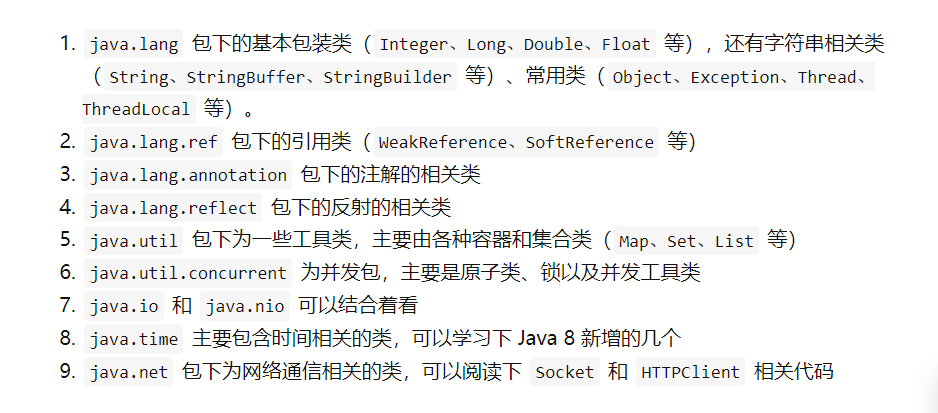 1. java.lang 包下的基本包装类（ Integer、Long、Double、Float 等），还有字符串相关类
（ String、StringBuffer、StringBuilder 等）、常用类（ Object、Exception、Thread、
ThreadLocal 等）。
2. java.lang.ref 包下的引用类（ WeakReference、SoftReference 等）
3. java.lang.annotation 包下的注解的相关类
4. java.lang.reflect 包下的反射的相关类
5. java.util 包下为一些工具类，主要由各种容器和集合类（ Map、Set、List 等）
6. java.util.concurrent 为并发包，主要是原子类、锁以及并发工具类
7. java.io 和 java.nio 可以结合着看
8. java.time 主要包含时间相关的类，可以学习下 Java 8 新增的几个
9. java.net 包下为网络通信相关的类，可以阅读下 Socket 和 HTTPClient 相关代码